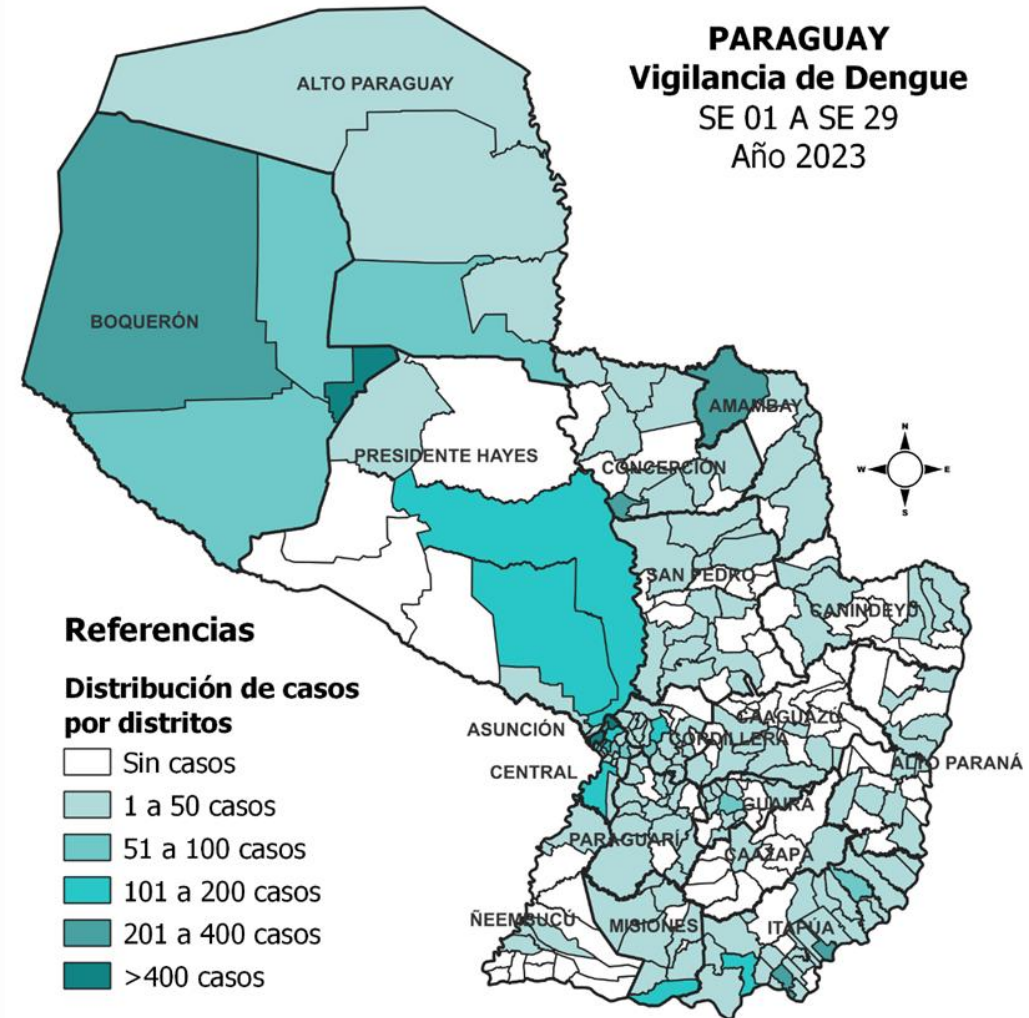 PARAGUAY
Vigilancia de Dengue
SE 01 A SE 29
Año 2023
ALTO PARAGUAY
BOQUERÓN
AMAMBAY
PRESIDENTE HAYES
CONCEPCIÓN
N
W
E
S
SAN PEDRO
CANINDEYÚ
Referencias
Distribución de casos
por distritos
Sin casos
1 a 50 casos
51 a 100 casos
101 a 200 casos
201 a 400 casos
>400 casos
ASUNCIÓN
CAAGUAZÚ
CORDILLERA
CENTRAL
ALTO PARANÁ
GUAIRÁ
PARAGUARÍ
CAAZAPÁ
ÑEEMBUCÚ
MISIONES
ITAPÚA